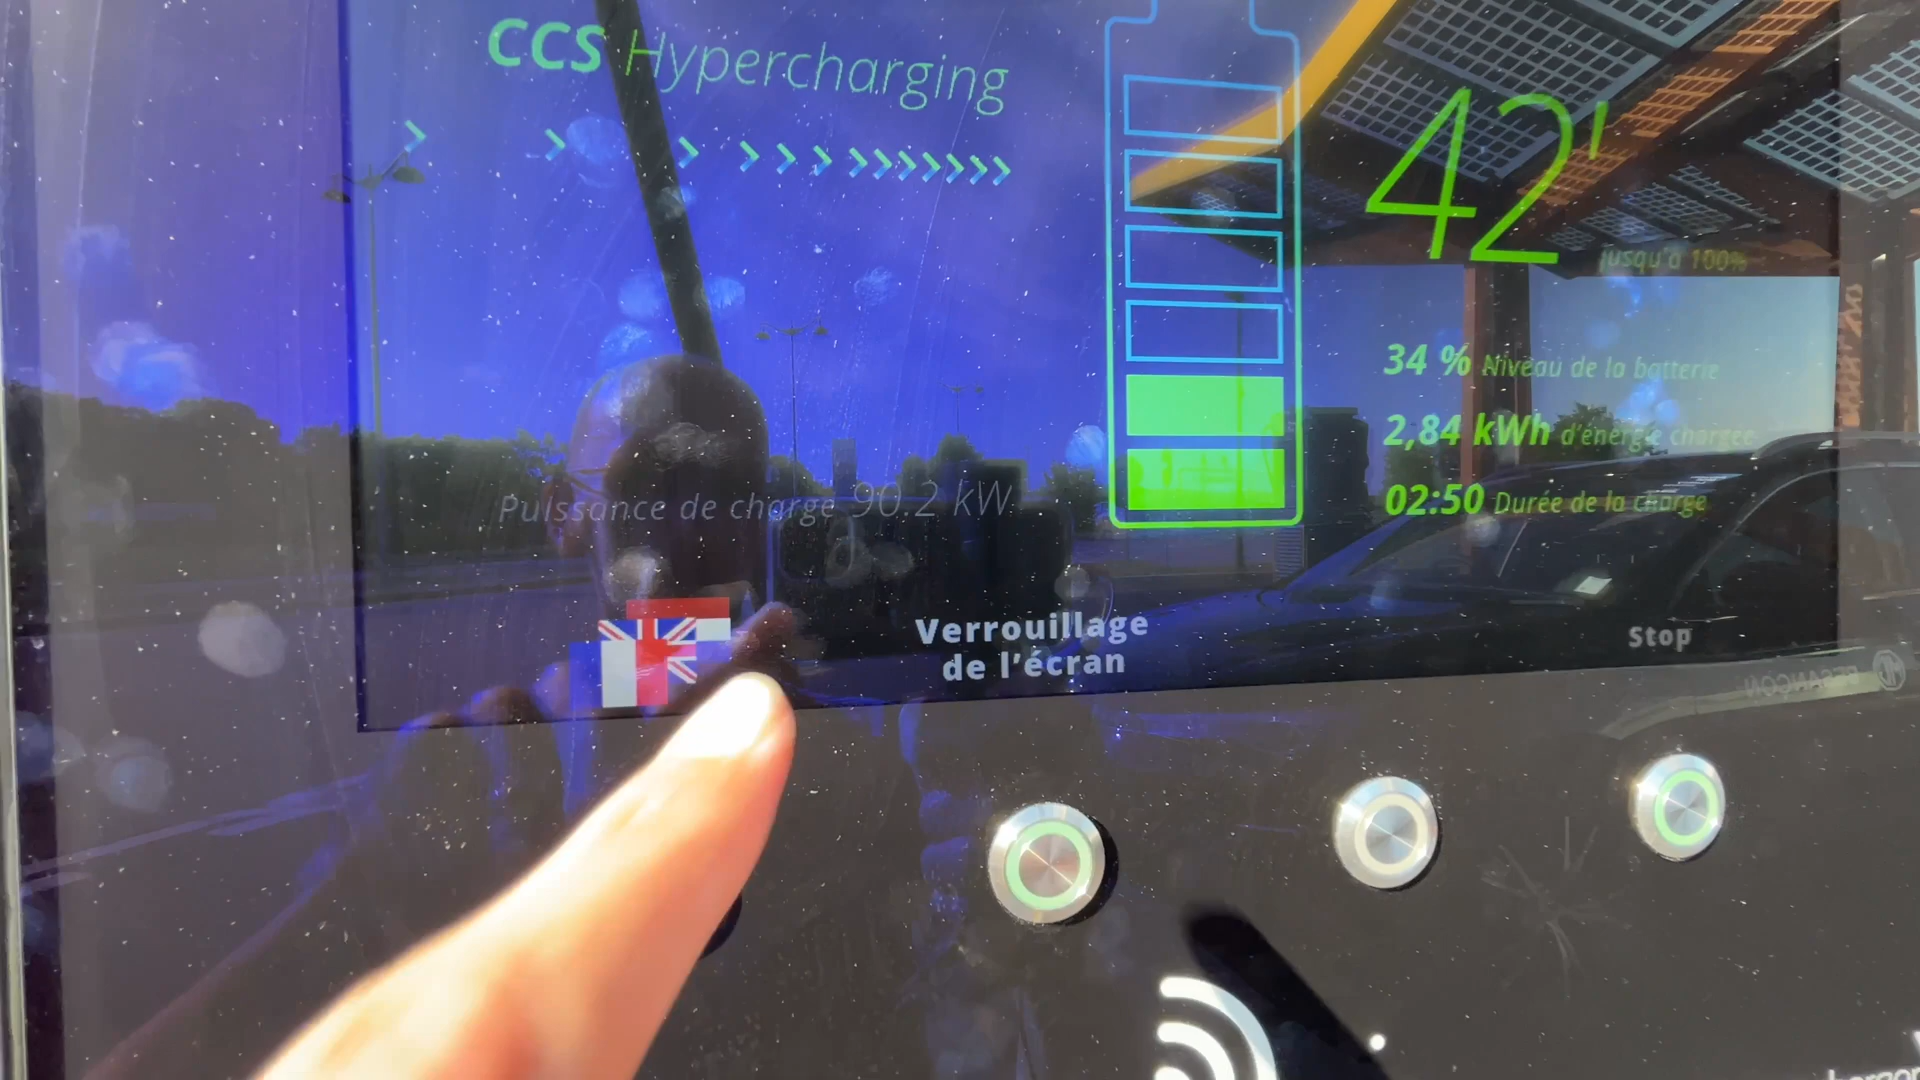 CCS Hypercharging
42'
jusqu'à 100%
34 % Niveau de la batterie
2,84 kWh d'énergie chargée
02:50 Durée de la charge
Puissance de charge 90.2 kW
Verrouillage
de l'écran
Stop
BESANÇON